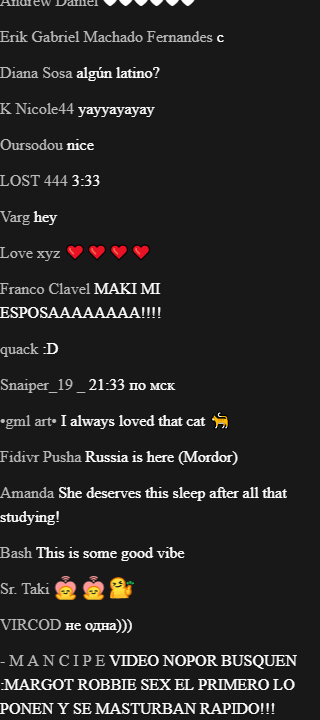 Andrew Daniel 🤍🤍🤍🤍🤍🤍
Erik Gabriel Machado Fernandes c
Diana Sosa algún latino?
K Nicole44 yayyayayay
Oursodou nice
LOST 444 3:33
Varg hey
Love xyz ❤️❤️❤️❤️
Franco Clavel MAKI MI
ESPOSAAAAAAAA!!!!
quack :D
Snaiper_19 _ 21:33 по мск
•gml art• I always loved that cat 🐈
Fidivr Pusha Russia is here (Mordor)
Amanda She deserves this sleep after all that
studying!
Bash This is some good vibe
Sr. Taki
VIRCOD не одна)))
- M A N C I P E VIDEO NOPOR BUSQUEN
:MARGOT ROBBIE SEX EL PRIMERO LO
PONEN Y SE MASTURBAN RAPIDO!!!